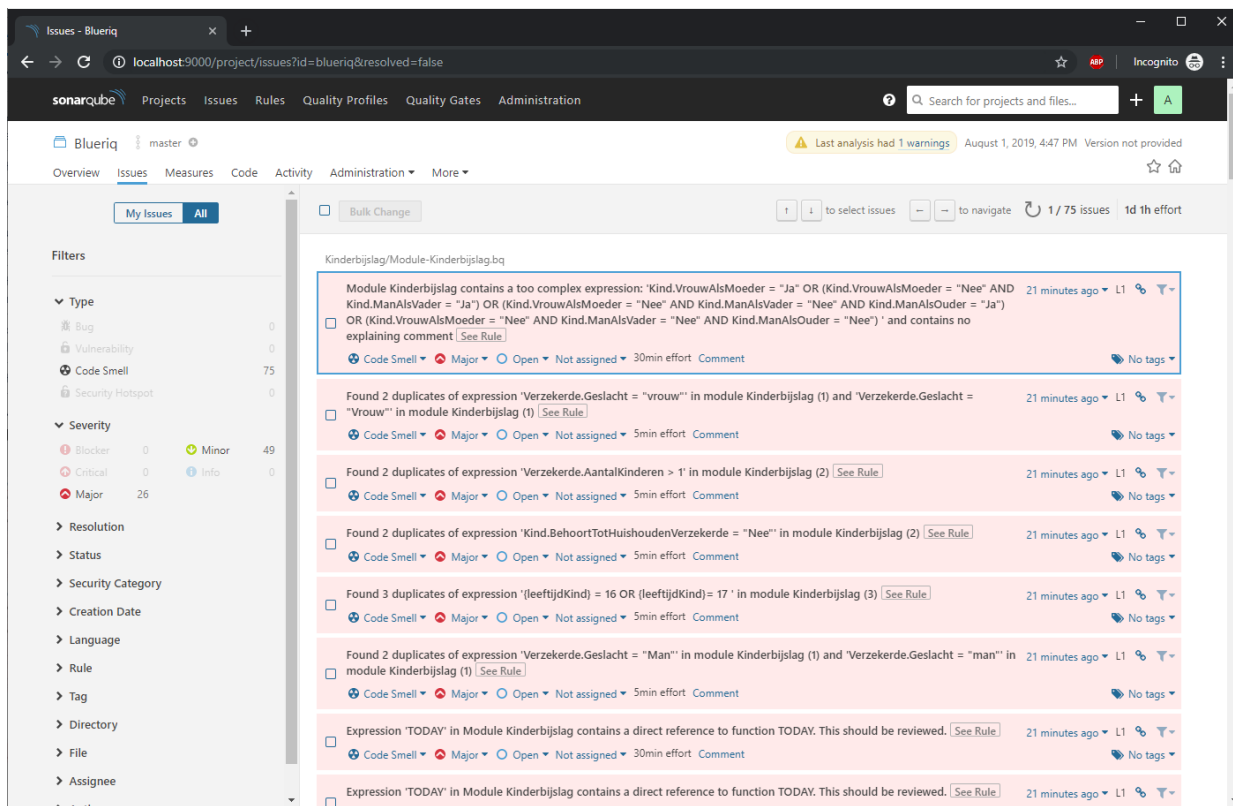 Issues - Blueriq
localhost:9000/project/issues?id=blueriq&resolved=false
ABP
Incognito
sonarqube Projects Issues Rules Quality Profiles Quality Gates Administration
Search for projects and files...
A
Blueriq master
Last analysis had 1 warnings August 1, 2019, 4:47 PM Version not provided
Overview Issues Measures Code Activity Administration More
My Issues All
Bulk Change
↑ ↓ to select issues ← → to navigate 1 / 75 issues 1d 1h effort
Filters
Type
Bug 0
Vulnerability 0
Code Smell 75
Security Hotspot 0
Severity
Blocker 0 Minor 49
Critical 0 Info 0
Major 26
Resolution
Status
Security Category
Creation Date
Language
Rule
Tag
Directory
File
Assignee
Kinderbijslag/Module-Kinderbijslag.bq
Module Kinderbijslag contains a too complex expression: 'Kind.VrouwAlsMoeder = "Ja" OR (Kind.VrouwAlsMoeder = "Nee" AND
Kind.ManAlsVader = "Ja") OR (Kind.VrouwAlsMoeder = "Nee" AND Kind.ManAlsVader = "Nee" AND Kind.ManAlsOuder = "Ja")
OR (Kind.VrouwAlsMoeder = "Nee" AND Kind.ManAlsVader = "Nee" AND Kind.ManAlsOuder = "Nee") ' and contains no
explaining comment See Rule
21 minutes ago L1
Code Smell Major Open Not assigned 30min effort Comment
No tags
Found 2 duplicates of expression 'Verzekerde.Geslacht = "vrouw"' in module Kinderbijslag (1) and 'Verzekerde.Geslacht =
"Vrouw"' in module Kinderbijslag (1) See Rule
21 minutes ago L1
Code Smell Major Open Not assigned 5min effort Comment
No tags
Found 2 duplicates of expression 'Verzekerde.AantalKinderen > 1' in module Kinderbijslag (2) See Rule
21 minutes ago L1
Code Smell Major Open Not assigned 5min effort Comment
No tags
Found 2 duplicates of expression 'Kind.BehoortTotHuishoudenVerzekerde = "Nee"' in module Kinderbijslag (2) See Rule
21 minutes ago L1
Code Smell Major Open Not assigned 5min effort Comment
No tags
Found 3 duplicates of expression '{leeftijdKind} = 16 OR {leeftijdKind}= 17 ' in module Kinderbijslag (3) See Rule
21 minutes ago L1
Code Smell Major Open Not assigned 5min effort Comment
No tags
Found 2 duplicates of expression 'Verzekerde.Geslacht = "Man"' in module Kinderbijslag (1) and 'Verzekerde.Geslacht = "man"' in
module Kinderbijslag (1) See Rule
21 minutes ago L1
Code Smell Major Open Not assigned 5min effort Comment
No tags
Expression 'TODAY' in Module Kinderbijslag contains a direct reference to function TODAY. This should be reviewed. See Rule
21 minutes ago L1
Code Smell Major Open Not assigned 30min effort Comment
No tags
Expression 'TODAY' in Module Kinderbijslag contains a direct reference to function TODAY. This should be reviewed. See Rule
21 minutes ago L1